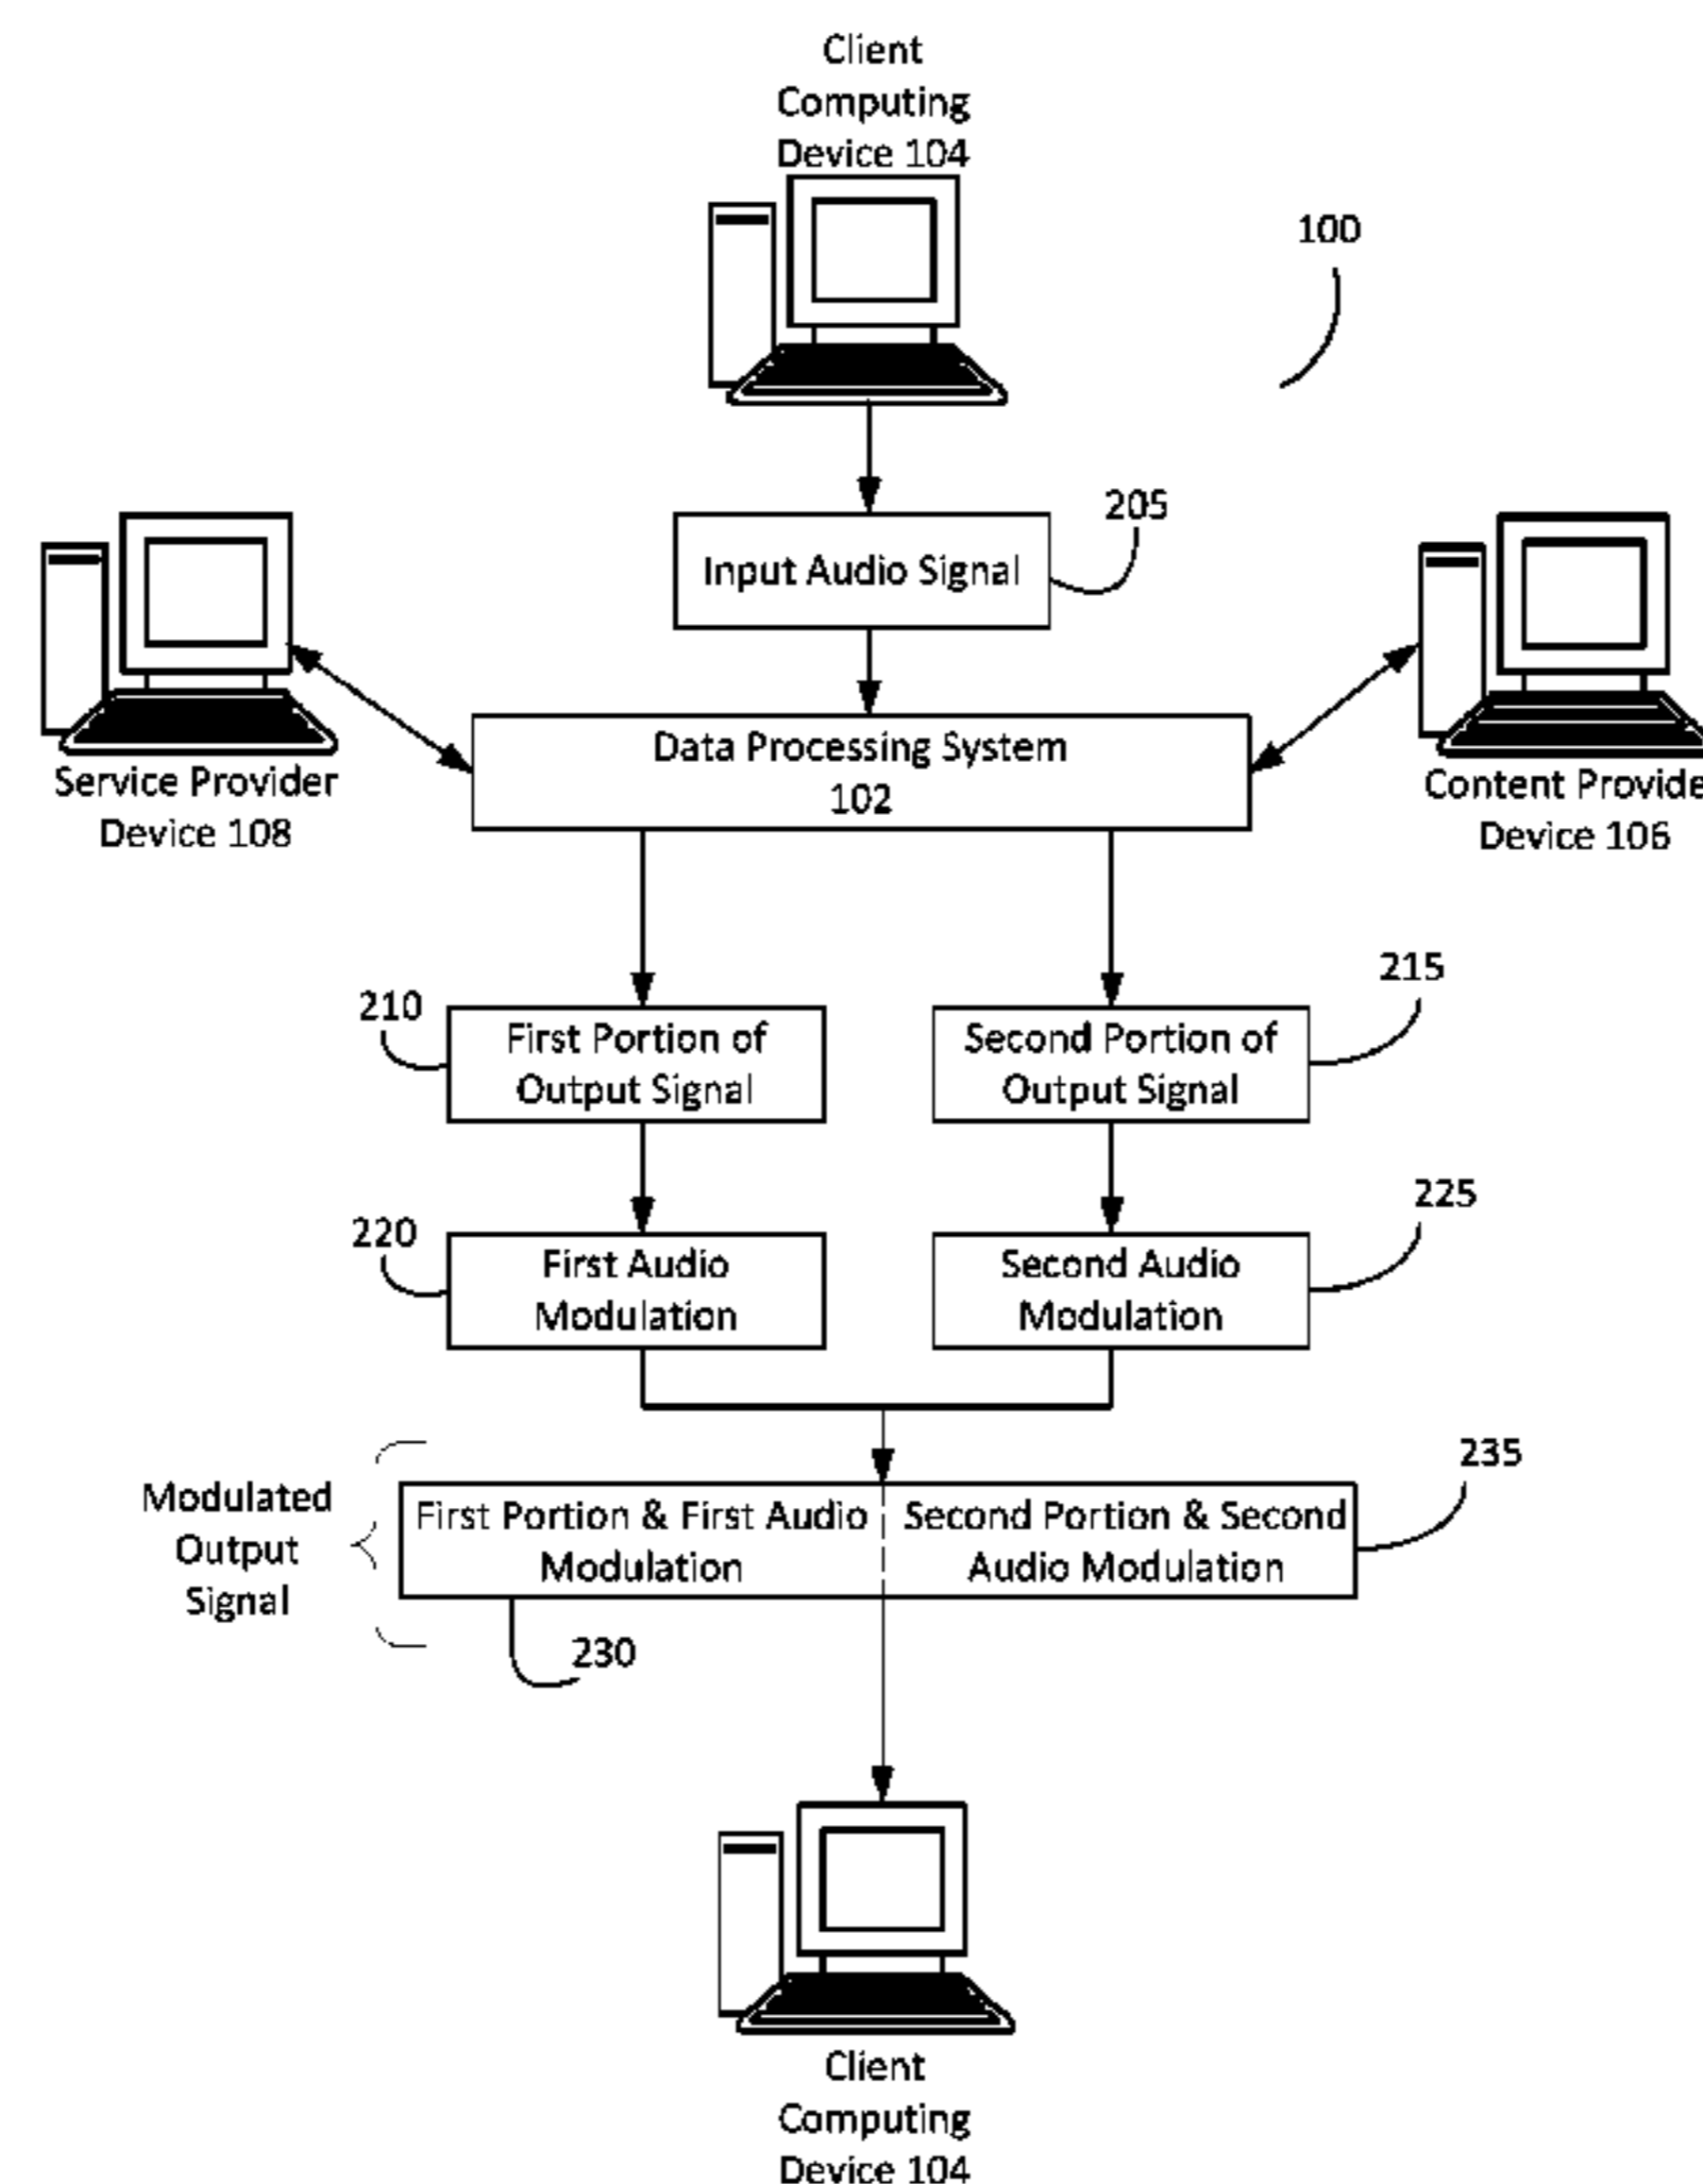 Client
Computing
Device 104
100
205
Input Audio Signal
Data Processing System
102
Service Provider
Device 108
Content Provide
Device 106
210
215
First Portion of
Output Signal
Second Portion of
Output Signal
220
225
First Audio
Modulation
Second Audio
Modulation
235
Modulated
Output
Signal
First Portion & First Audio
Modulation
Second Portion & Second
Audio Modulation
230
Client
Computing
Device 104